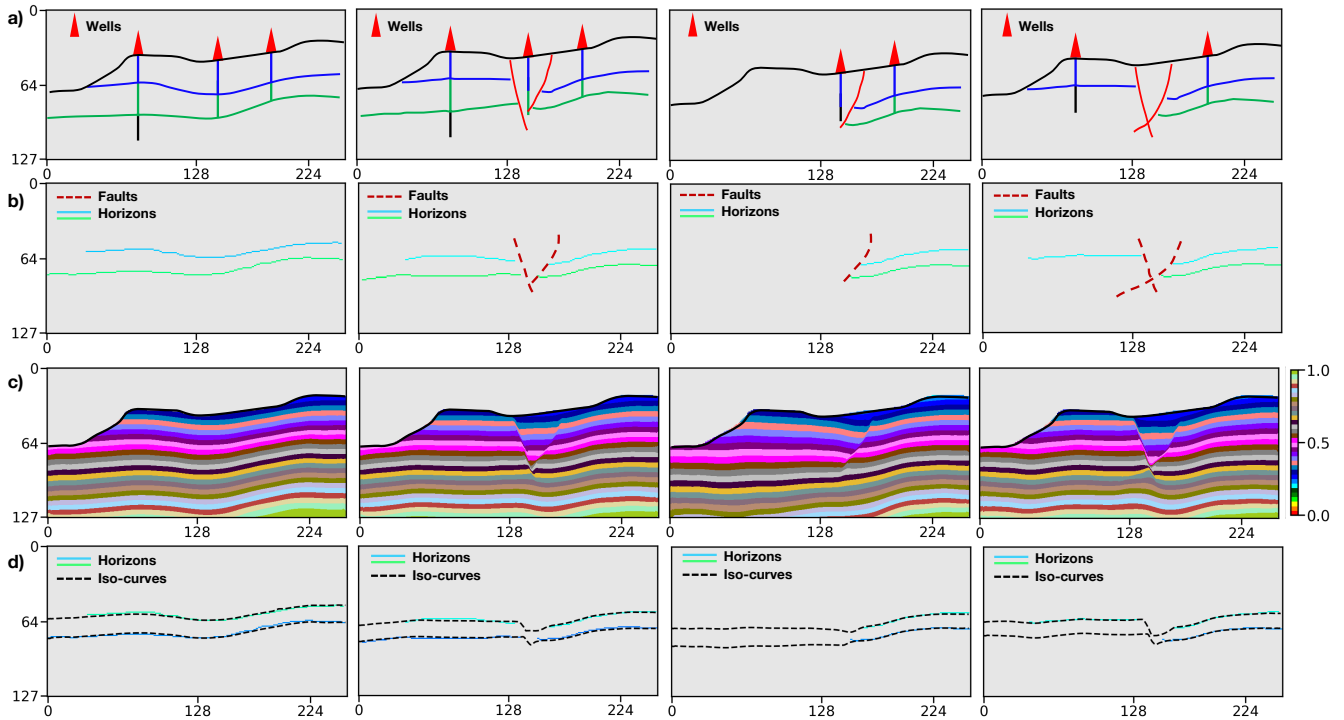 a) 0 Wells Wells Wells Wells
64
127
0 128 224 0 128 224 0 128 224 0 128 224
b) 0 Faults Faults Faults Faults
Horizons Horizons Horizons Horizons
64
127
0 128 224 0 128 224 0 128 224 0 128 224
c) 0 1.0
64 0.5
127 0.0
0 128 224 0 128 224 0 128 224 0 128 224
d) 0 Horizons Horizons Horizons Horizons
Iso-curves Iso-curves Iso-curves Iso-curves
64
127
0 128 224 0 128 224 0 128 224 0 128 224